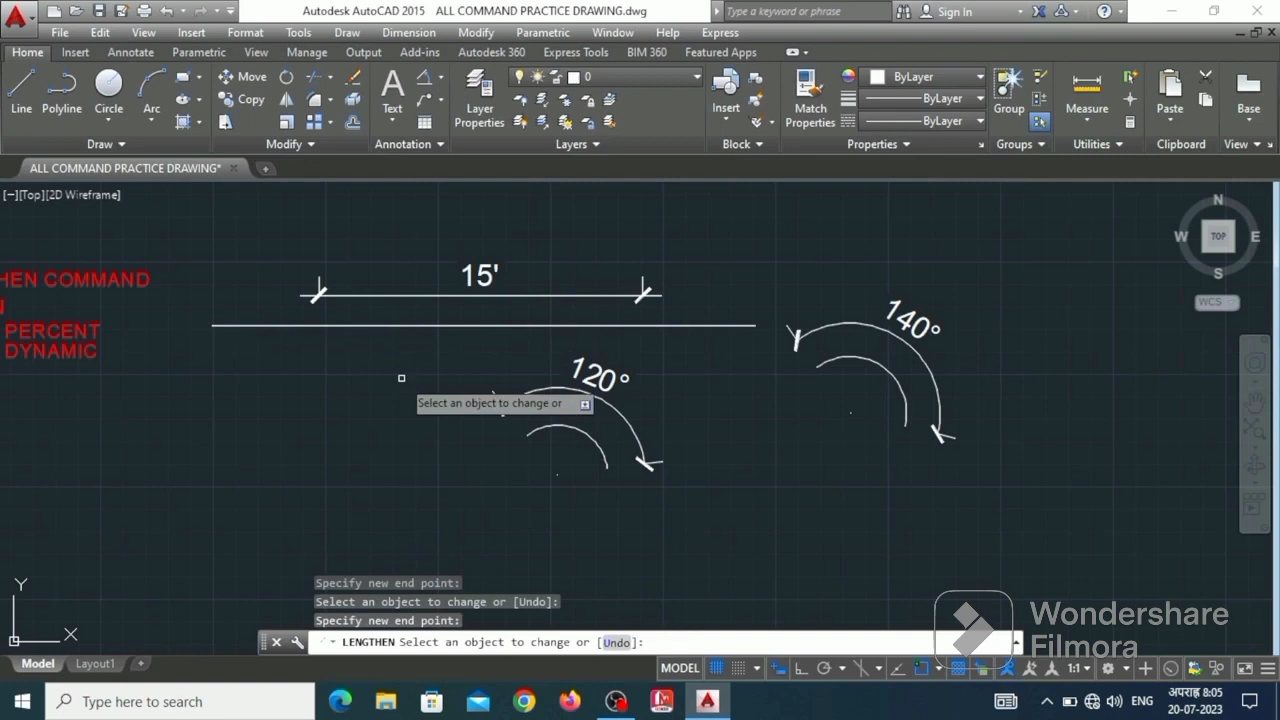 Autodesk AutoCAD 2015 ALL COMMAND PRACTICE DRAWING.dwg
Type a keyword or phrase
Sign In
File Edit View Insert Format Tools Draw Dimension Modify Parametric Window Help Express
Home Insert Annotate Parametric View Manage Output Add-ins Autodesk 360 Express Tools BIM 360 Featured Apps
Line Polyline Circle Arc
Move
Copy
Text
Layer
Properties
0
Insert
Match
Properties
ByLayer
ByLayer
ByLayer
Group
Measure
Paste
Base
Draw Modify Annotation Layers Block Properties Groups Utilities Clipboard View
ALL COMMAND PRACTICE DRAWING*
[−][Top][2D Wireframe]
N
W TOP E
S
WCS
15'
HEN COMMAND
N
PERCENT
DYNAMIC
140°
120°
Select an object to change or
Y
X
Specify new end point:
Select an object to change or [Undo]:
Specify new end point:
LENGTHEN Select an object to change or [Undo]:
Wondershare
Filmora
Model Layout1
MODEL
1:1
Type here to search
ENG
अपराह्न 8:05
20-07-2023